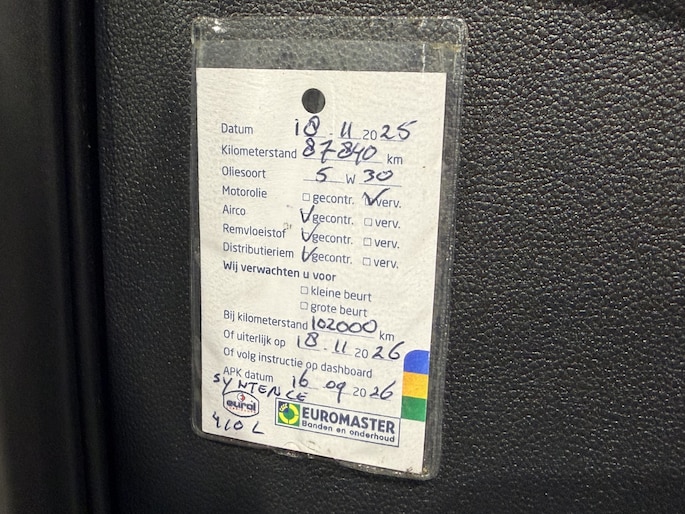 Datum 18 . 11 2025
Kilometerstand 87840 km
Oliesoort 5 W 30
Motorolie ☐ gecontr. ☑ verv.
Airco ☑ gecontr. ☐ verv.
Remvloeistof ☑ gecontr. ☐ verv.
Distributieriem ☑ gecontr. ☐ verv.
Wij verwachten u voor
☐ kleine beurt
☐ grote beurt
Bij kilometerstand 102000 km
Of uiterlijk op 18 . 11 2026
Of volg instructie op dashboard
APK datum 16 09 2026
SYNTENCE
eurol
4,0 L
EUROMASTER
Banden en onderhoud